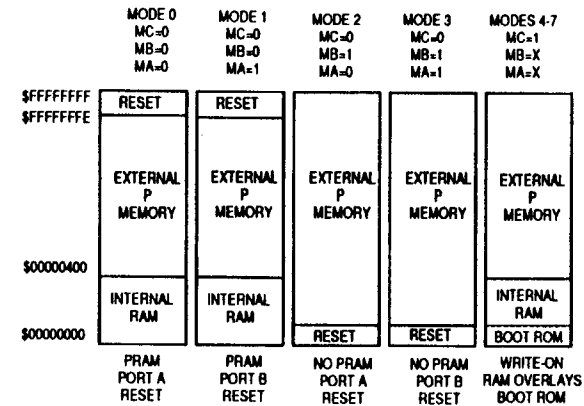 MODE 0 MODE 1 MODE 2 MODE 3 MODES 4-7
MC=0 MC=0 MC=0 MC=0 MC=1
MB=0 MB=0 MB=1 MB=1 MB=X
MA=0 MA=1 MA=0 MA=1 MA=X
$FFFFFFFF RESET RESET
$FFFFFFFE
EXTERNAL EXTERNAL EXTERNAL EXTERNAL EXTERNAL
P P P P P
MEMORY MEMORY MEMORY MEMORY MEMORY
$00000400
INTERNAL INTERNAL INTERNAL
RAM RAM RAM
$00000000 RESET RESET BOOT ROM
PRAM PRAM NO PRAM NO PRAM WRITE-ON
PORT A PORT B PORT A PORT B RAM OVERLAYS
RESET RESET RESET RESET BOOT ROM